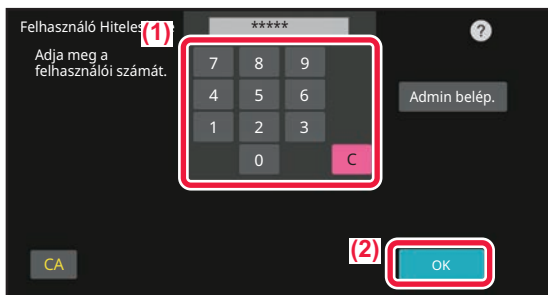 Felhasználó Hiteles
(1)
*****
?
Adja meg a
felhasználói számát.
7 8 9
4 5 6
1 2 3
0 C
Admin belép.
(2)
CA
OK